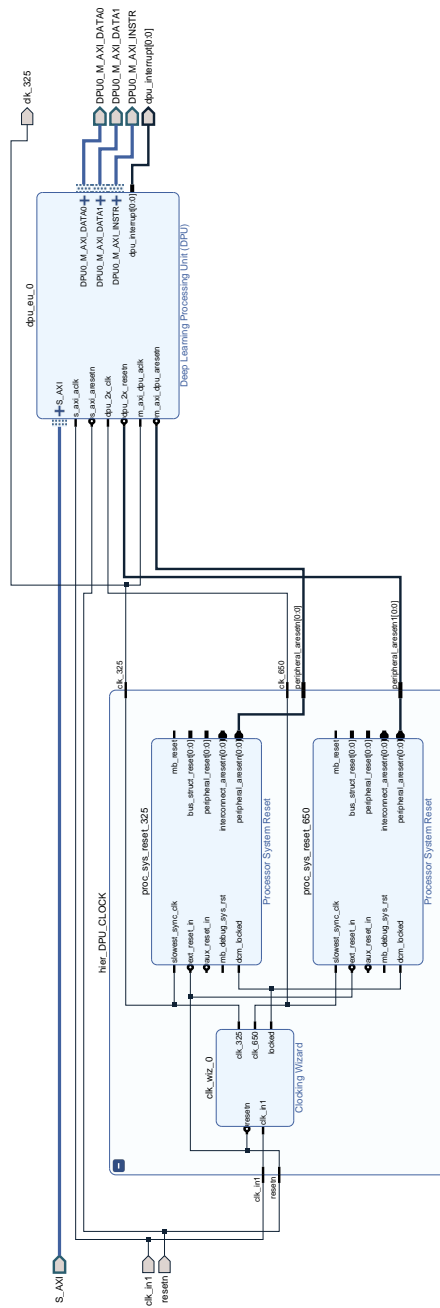 S_AXI
clk_in1
resetn
hier_DPU_CLOCK
clk_in1
resetn
clk_wiz_0
resetn
clk_in1
clk_325
clk_650
locked
Clocking Wizard
proc_sys_reset_325
slowest_sync_clk
ext_reset_in
aux_reset_in
mb_debug_sys_rst
dcm_locked
mb_reset
bus_struct_reset[0:0]
peripheral_reset[0:0]
interconnect_aresetn[0:0]
peripheral_aresetn[0:0]
Processor System Reset
proc_sys_reset_650
slowest_sync_clk
ext_reset_in
aux_reset_in
mb_debug_sys_rst
dcm_locked
mb_reset
bus_struct_reset[0:0]
peripheral_reset[0:0]
interconnect_aresetn[0:0]
peripheral_aresetn[0:0]
Processor System Reset
clk_325
clk_650
peripheral_aresetn[0:0]
peripheral_aresetn1[0:0]
dpu_eu_0
S_AXI
s_axi_aclk
s_axi_aresetn
dpu_2x_clk
dpu_2x_resetn
m_axi_dpu_aclk
m_axi_dpu_aresetn
DPU0_M_AXI_DATA0
DPU0_M_AXI_DATA1
DPU0_M_AXI_INSTR
dpu_interrupt[0:0]
Deep Learning Processing Unit (DPU)
clk_325
DPU0_M_AXI_DATA0
DPU0_M_AXI_DATA1
DPU0_M_AXI_INSTR
dpu_interrupt[0:0]